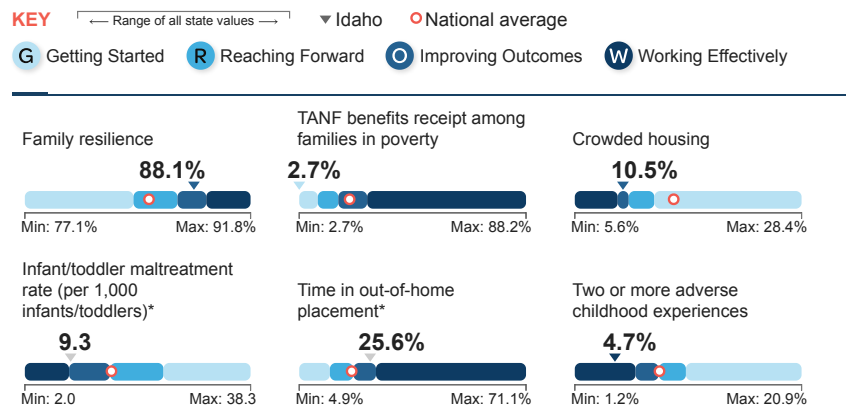 KEY
Range of all state values
Idaho
National average
G Getting Started
R Reaching Forward
O Improving Outcomes
W Working Effectively
Family resilience
88.1%
Min: 77.1% Max: 91.8%
TANF benefits receipt among
families in poverty
2.7%
Min: 2.7% Max: 88.2%
Crowded housing
10.5%
Min: 5.6% Max: 28.4%
Infant/toddler maltreatment
rate (per 1,000
infants/toddlers)*
9.3
Min: 2.0 Max: 38.3
Time in out-of-home
placement*
25.6%
Min: 4.9% Max: 71.1%
Two or more adverse
childhood experiences
4.7%
Min: 1.2% Max: 20.9%